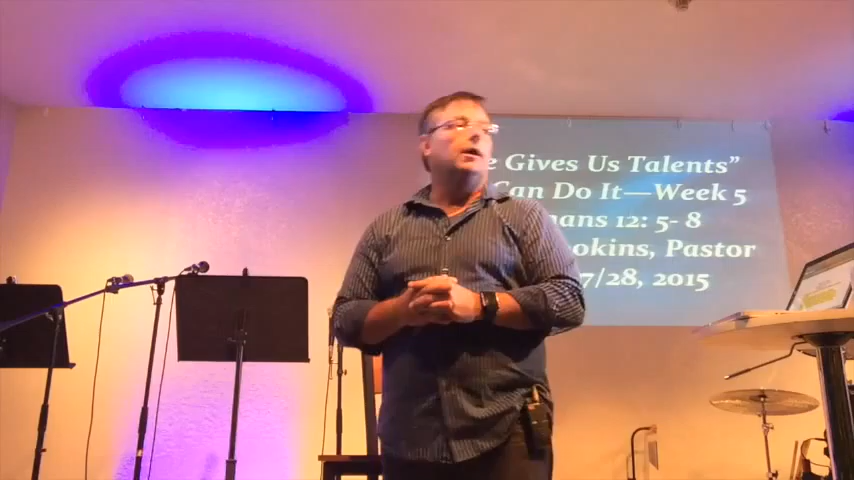 Gives Us Talents”
Can Do It—Week 5
12: 5- 8
Pastor
7/28, 2015